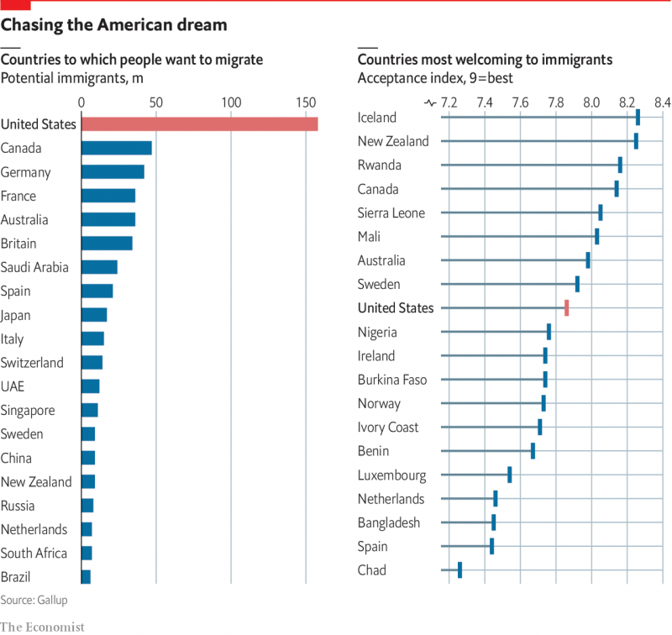 Chasing the American dream
Countries to which people want to migrate
Potential immigrants, m
0 50 100 150
United States
Canada
Germany
France
Australia
Britain
Saudi Arabia
Spain
Japan
Italy
Switzerland
UAE
Singapore
Sweden
China
New Zealand
Russia
Netherlands
South Africa
Brazil
Countries most welcoming to immigrants
Acceptance index, 9=best
7.2 7.4 7.6 7.8 8.0 8.2 8.4
Iceland
New Zealand
Rwanda
Canada
Sierra Leone
Mali
Australia
Sweden
United States
Nigeria
Ireland
Burkina Faso
Norway
Ivory Coast
Benin
Luxembourg
Netherlands
Bangladesh
Spain
Chad
Source: Gallup
The Economist